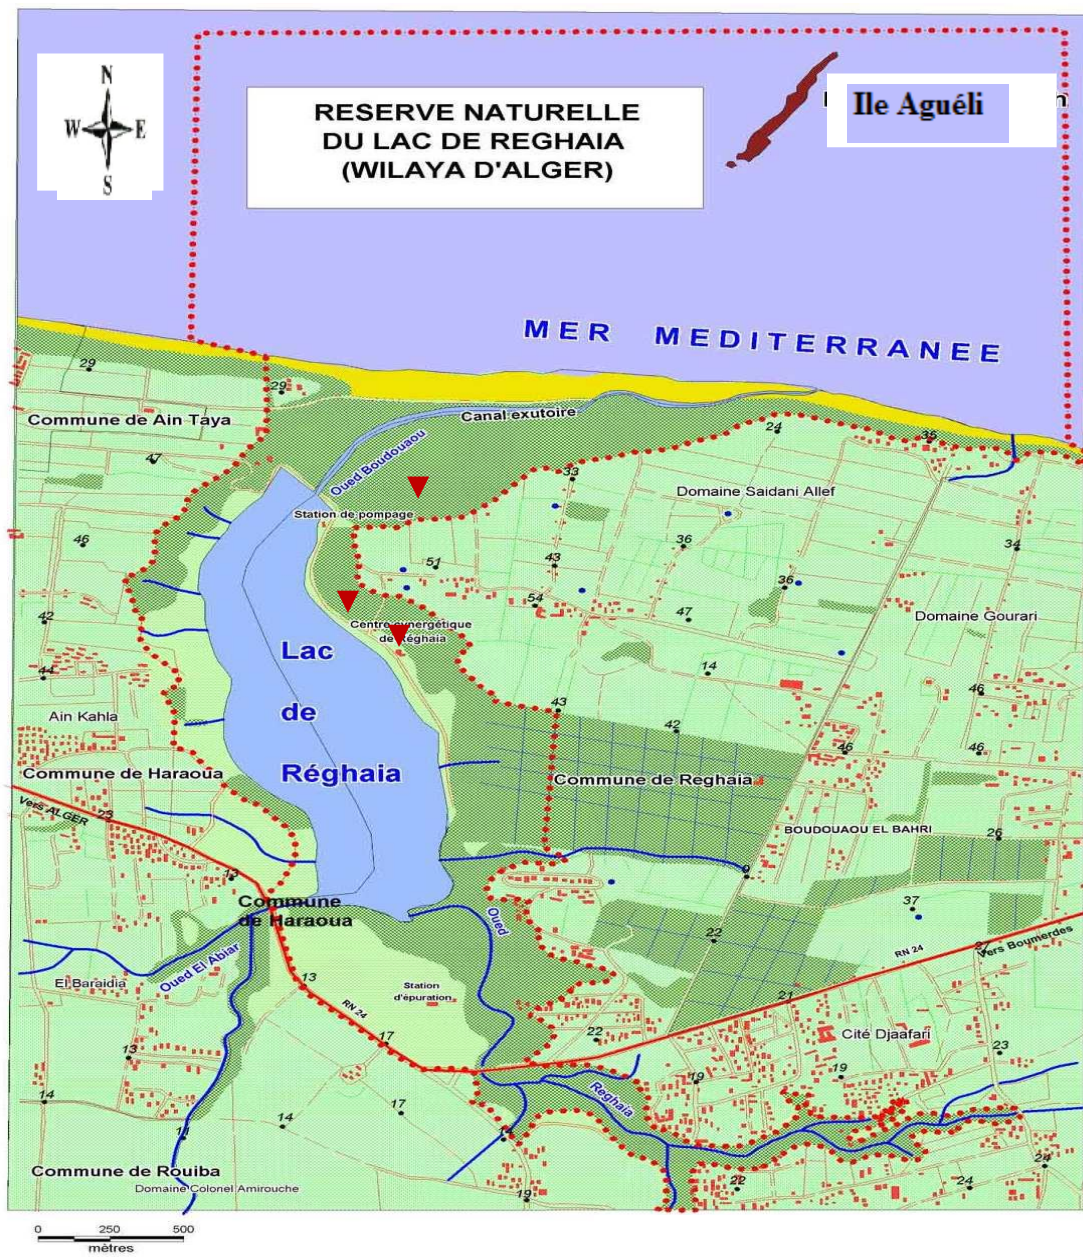 N
W E
S
RESERVE NATURELLE
DU LAC DE REGHAIA
(WILAYA D'ALGER)
Ile Aguéli
MER MEDITERRANEE
29
29
Commune de Ain Taya
Canal exutoire
Oued Boudouaou
24
35
47
33
Domaine Saidani Allef
Station de pompage
46
36
34
51
43
36
42
54
47
Domaine Gourari
Centre synergétique
de Réghaia
Lac
de
Réghaia
44
14
46
43
Ain Kahla
42
46
46
Commune de Haraoua
Commune de Reghaia
Vers ALGER
23
BOUDOUAOU EL BAHRI
26
13
9
Commune
de Haraoua
37
Oued
22
27
Vers Boumerdes
RN 24
Oued El Abiar
El Baraidia
13
Station
d'épuration
RN 24
21
22
Cité Djaafari
17
23
13
19
19
14
17
14
Reghaia
11
24
Commune de Rouiba
Domaine Colonel Amirouche
22
24
19
0 250 500
mètres